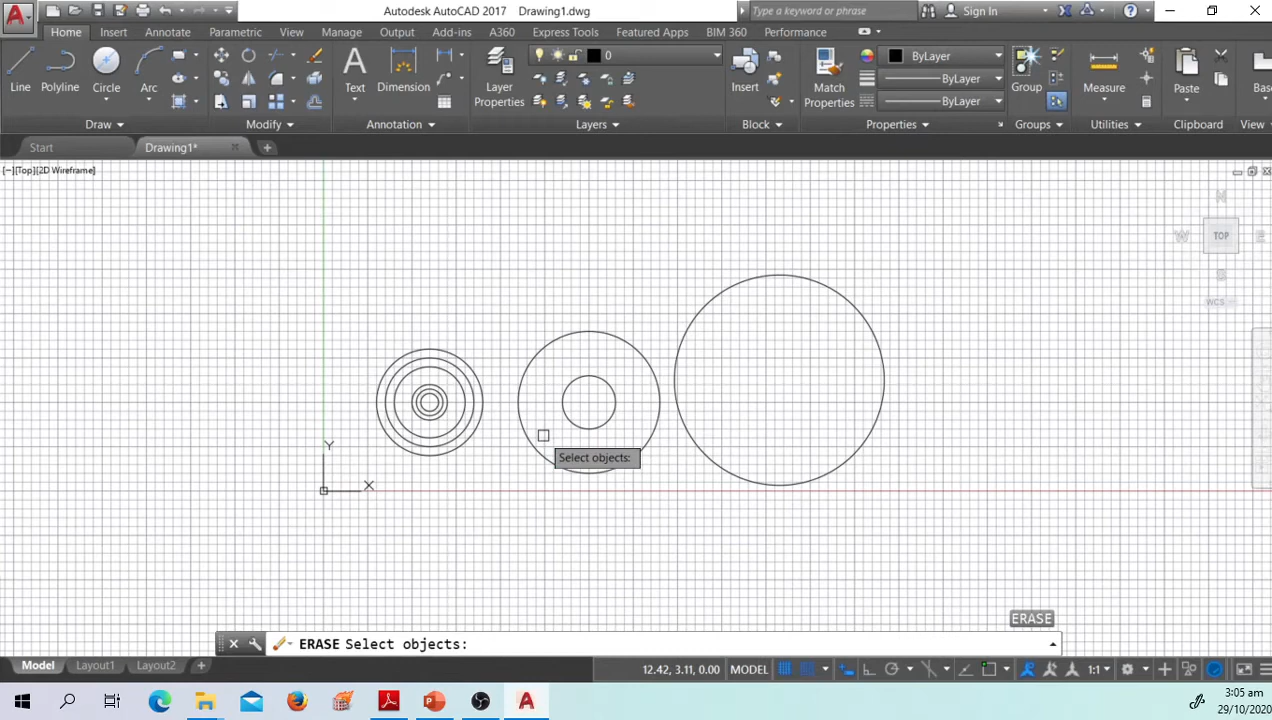 Autodesk AutoCAD 2017 Drawing1.dwg
Type a keyword or phrase
Sign In
Home Insert Annotate Parametric View Manage Output Add-ins A360 Express Tools Featured Apps BIM 360 Performance
0
ByLayer
ByLayer
ByLayer
Line Polyline Circle Arc
Text Dimension
Layer
Properties
Insert
Match
Properties
Group
Measure
Paste
Draw Modify Annotation Layers Block Properties Groups Utilities Clipboard View
Start Drawing1*
[−][Top][2D Wireframe]
N
W TOP E
S
WCS
Y
X
Select objects:
ERASE
ERASE Select objects:
Model Layout1 Layout2
12.42, 3.11, 0.00 MODEL 1:1
3:05 am
29/10/2020